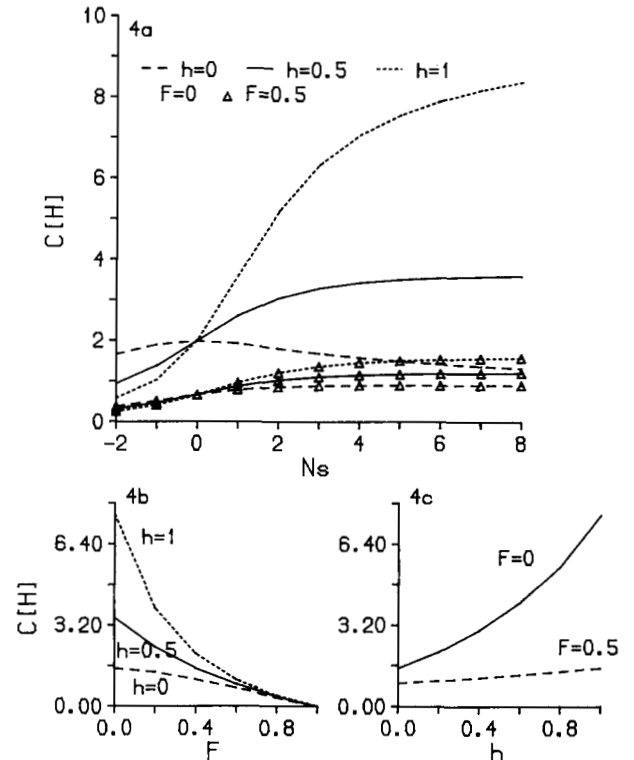 10
4a
h=0 h=0.5 h=1
F=0 F=0.5
8
6
4
2
0
C[H]
-2 0 2 4 6 8
Ns
4b
6.40
3.20
0.00
C[H]
h=1
h=0.5
h=0
0.0 0.4 0.8
F
4c
6.40
3.20
0.00
F=0
F=0.5
0.0 0.4 0.8
h